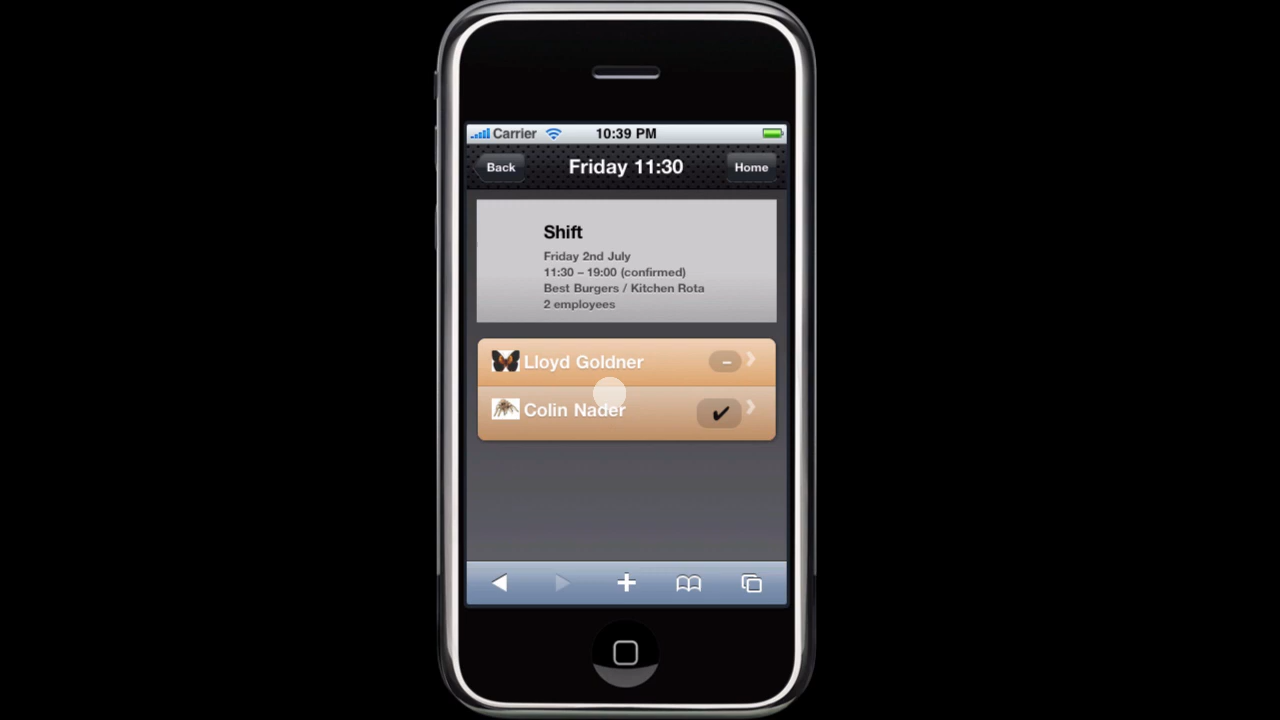 Carrier 10:39 PM
Back Friday 11:30 Home
Shift
Friday 2nd July
11:30 – 19:00 (confirmed)
Best Burgers / Kitchen Rota
2 employees
Lloyd Goldner –
Colin Nader ✔